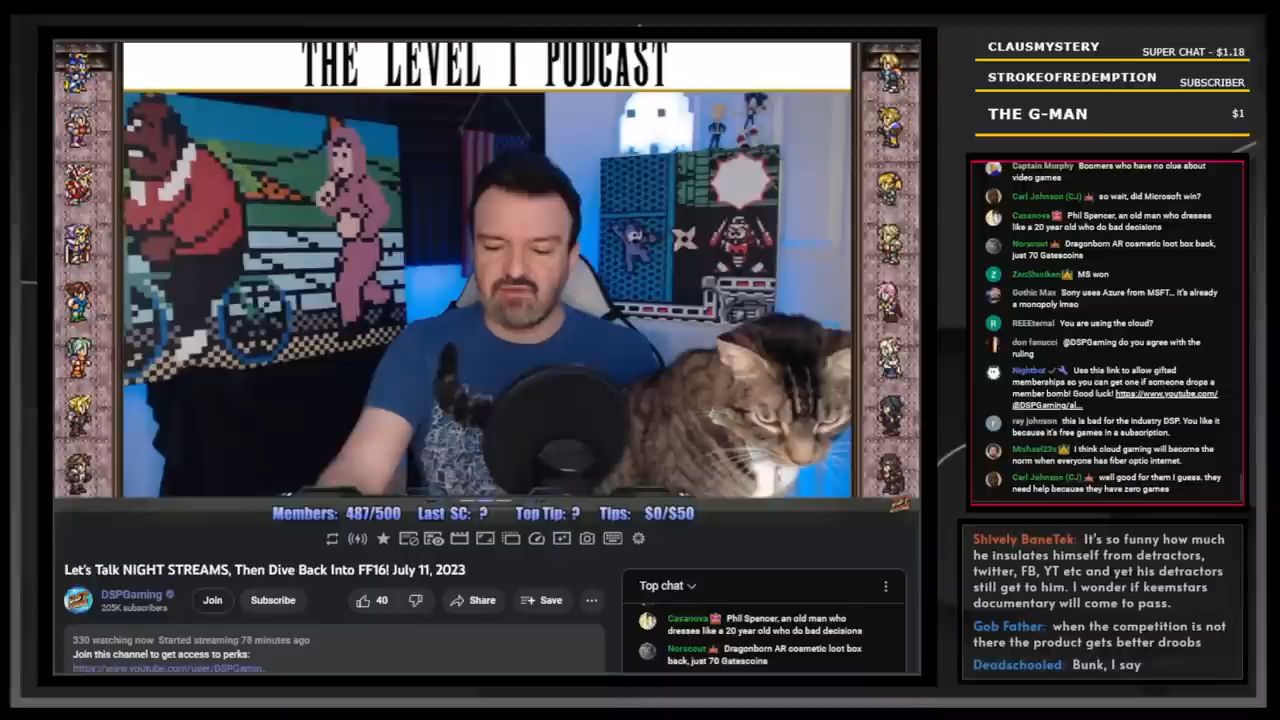 THE LEVEL 1 PODCAST
Members: 487/500 Last SC: ? Top Tip: ? Tips: $0/$50
Let's Talk NIGHT STREAMS, Then Dive Back Into FF16! July 11, 2023
DSPGaming
205K subscribers
Join
Subscribe
40
Share
Save
330 watching now Started streaming 78 minutes ago
Join this channel to get access to perks:
https://www.youtube.com/user/DSPGamin...
Top chat
Casanova Phil Spencer, an old man who
dresses like a 20 year old who do bad decisions
Norscout Dragonborn AR cosmetic loot box
back, just 70 Gatescoins
CLAUSMYSTERY SUPER CHAT - $1.18
STROKEOFREDEMPTION SUBSCRIBER
THE G-MAN $1
Captain Murphy Boomers who have no clue about
video games
Carl Johnson (CJ) so wait, did Microsoft win?
Casanova Phil Spencer, an old man who dresses
like a 20 year old who do bad decisions
Norscout Dragonborn AR cosmetic loot box back,
just 70 Gatescoins
ZenShuriken MS won
Gothic Max Sony uses Azure from MSFT... it's already
a monopoly lmao
REEEternal You are using the cloud?
don fanucci @DSPGaming do you agree with the
ruling
Nightbot Use this link to allow gifted
memberships so you can get one if someone drops a
member bomb! Good luck! https://www.youtube.com/
@DSPGaming/al...
ray johnson this is bad for the industry DSP. You like it
because it's free games in a subscription.
Michael23s I think cloud gaming will become the
norm when everyone has fiber optic internet.
Carl Johnson (CJ) well good for them I guess. they
need help because they have zero games
Shively BaneTek: It's so funny how much
he insulates himself from detractors,
twitter, FB, YT etc and yet his detractors
still get to him. I wonder if keemstars
documentary will come to pass.
Gob Father: when the competition is not
there the product gets better droobs
Deadschooled: Bunk, I say